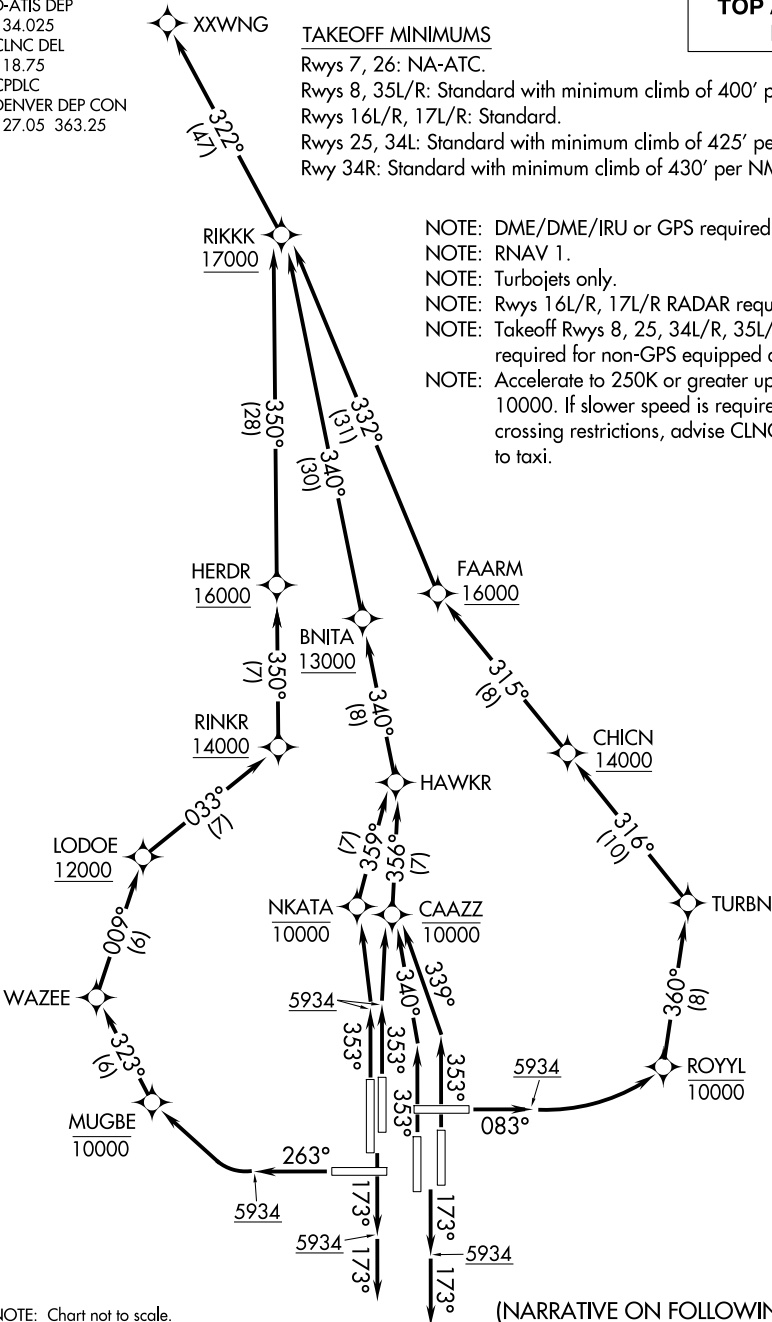 D-ATIS DEP
34.025
CLNC DEL
18.75
CPDLC
DENVER DEP CON
27.05 363.25
XXWNG
TOP A
TAKEOFF MINIMUMS
Rwys 7, 26: NA-ATC.
Rwys 8, 35L/R: Standard with minimum climb of 400' p
Rwys 16L/R, 17L/R: Standard.
Rwys 25, 34L: Standard with minimum climb of 425' pe
Rwy 34R: Standard with minimum climb of 430' per NM
322°
(47)
RIKKK
17000
NOTE: DME/DME/IRU or GPS required
NOTE: RNAV 1.
NOTE: Turbojets only.
NOTE: Rwys 16L/R, 17L/R RADAR requ
NOTE: Takeoff Rwys 8, 25, 34L/R, 35L/
required for non-GPS equipped
NOTE: Accelerate to 250K or greater up
10000. If slower speed is require
crossing restrictions, advise CLNC
to taxi.
350°
(28)
340°
(30)
332°
(31)
HERDR
16000
FAARM
16000
BNITA
13000
350°
(7)
340°
(8)
315°
(8)
RINKR
14000
CHICN
14000
HAWKR
033°
(7)
LODOE
12000
359°
(7)
356°
(7)
316°
(10)
NKATA
10000
CAAZZ
10000
TURBN
009°
(6)
WAZEE
340°
339°
360°
(8)
5934
353°
353°
353°
353°
323°
(6)
ROYYL
10000
5934
083°
MUGBE
10000
263°
5934
173°
5934
173°
173°
5934
173°
NOTE: Chart not to scale.
(NARRATIVE ON FOLLOWIN